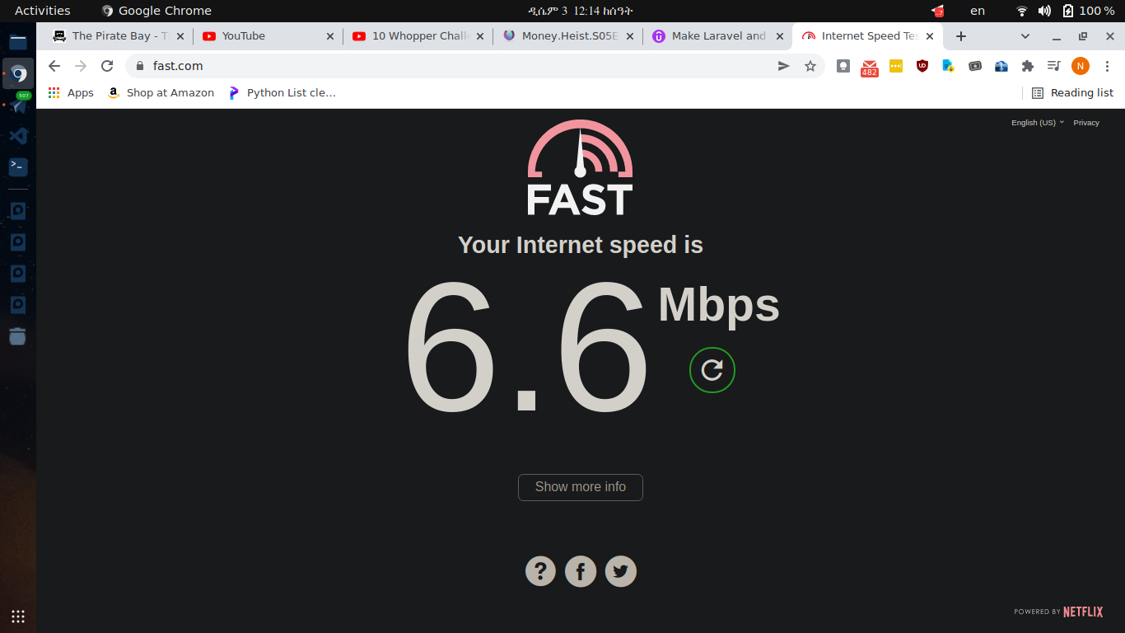 Activities
Google Chrome
ዲሴም 3 12:14 ከሰዓት
en
100 %
The Pirate Bay - T
YouTube
10 Whopper Chall
Money.Heist.S05E
Make Laravel and
Internet Speed Tes
fast.com
482
Apps
Shop at Amazon
Python List cle…
Reading list
English (US)
Privacy
FAST
Your Internet speed is
6.6 Mbps
Show more info
POWERED BY NETFLIX